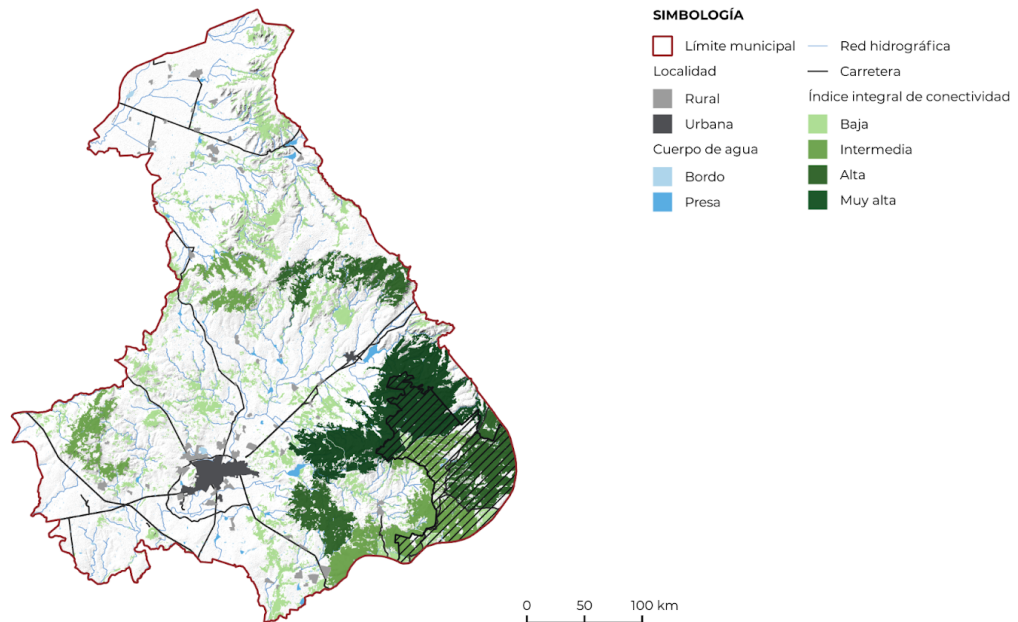 SIMBOLOGÍA
Límite municipal
Localidad
Rural
Urbana
Cuerpo de agua
Bordo
Presa
Red hidrográfica
Carretera
Índice integral de conectividad
Baja
Intermedia
Alta
Muy alta
0 50 100 km